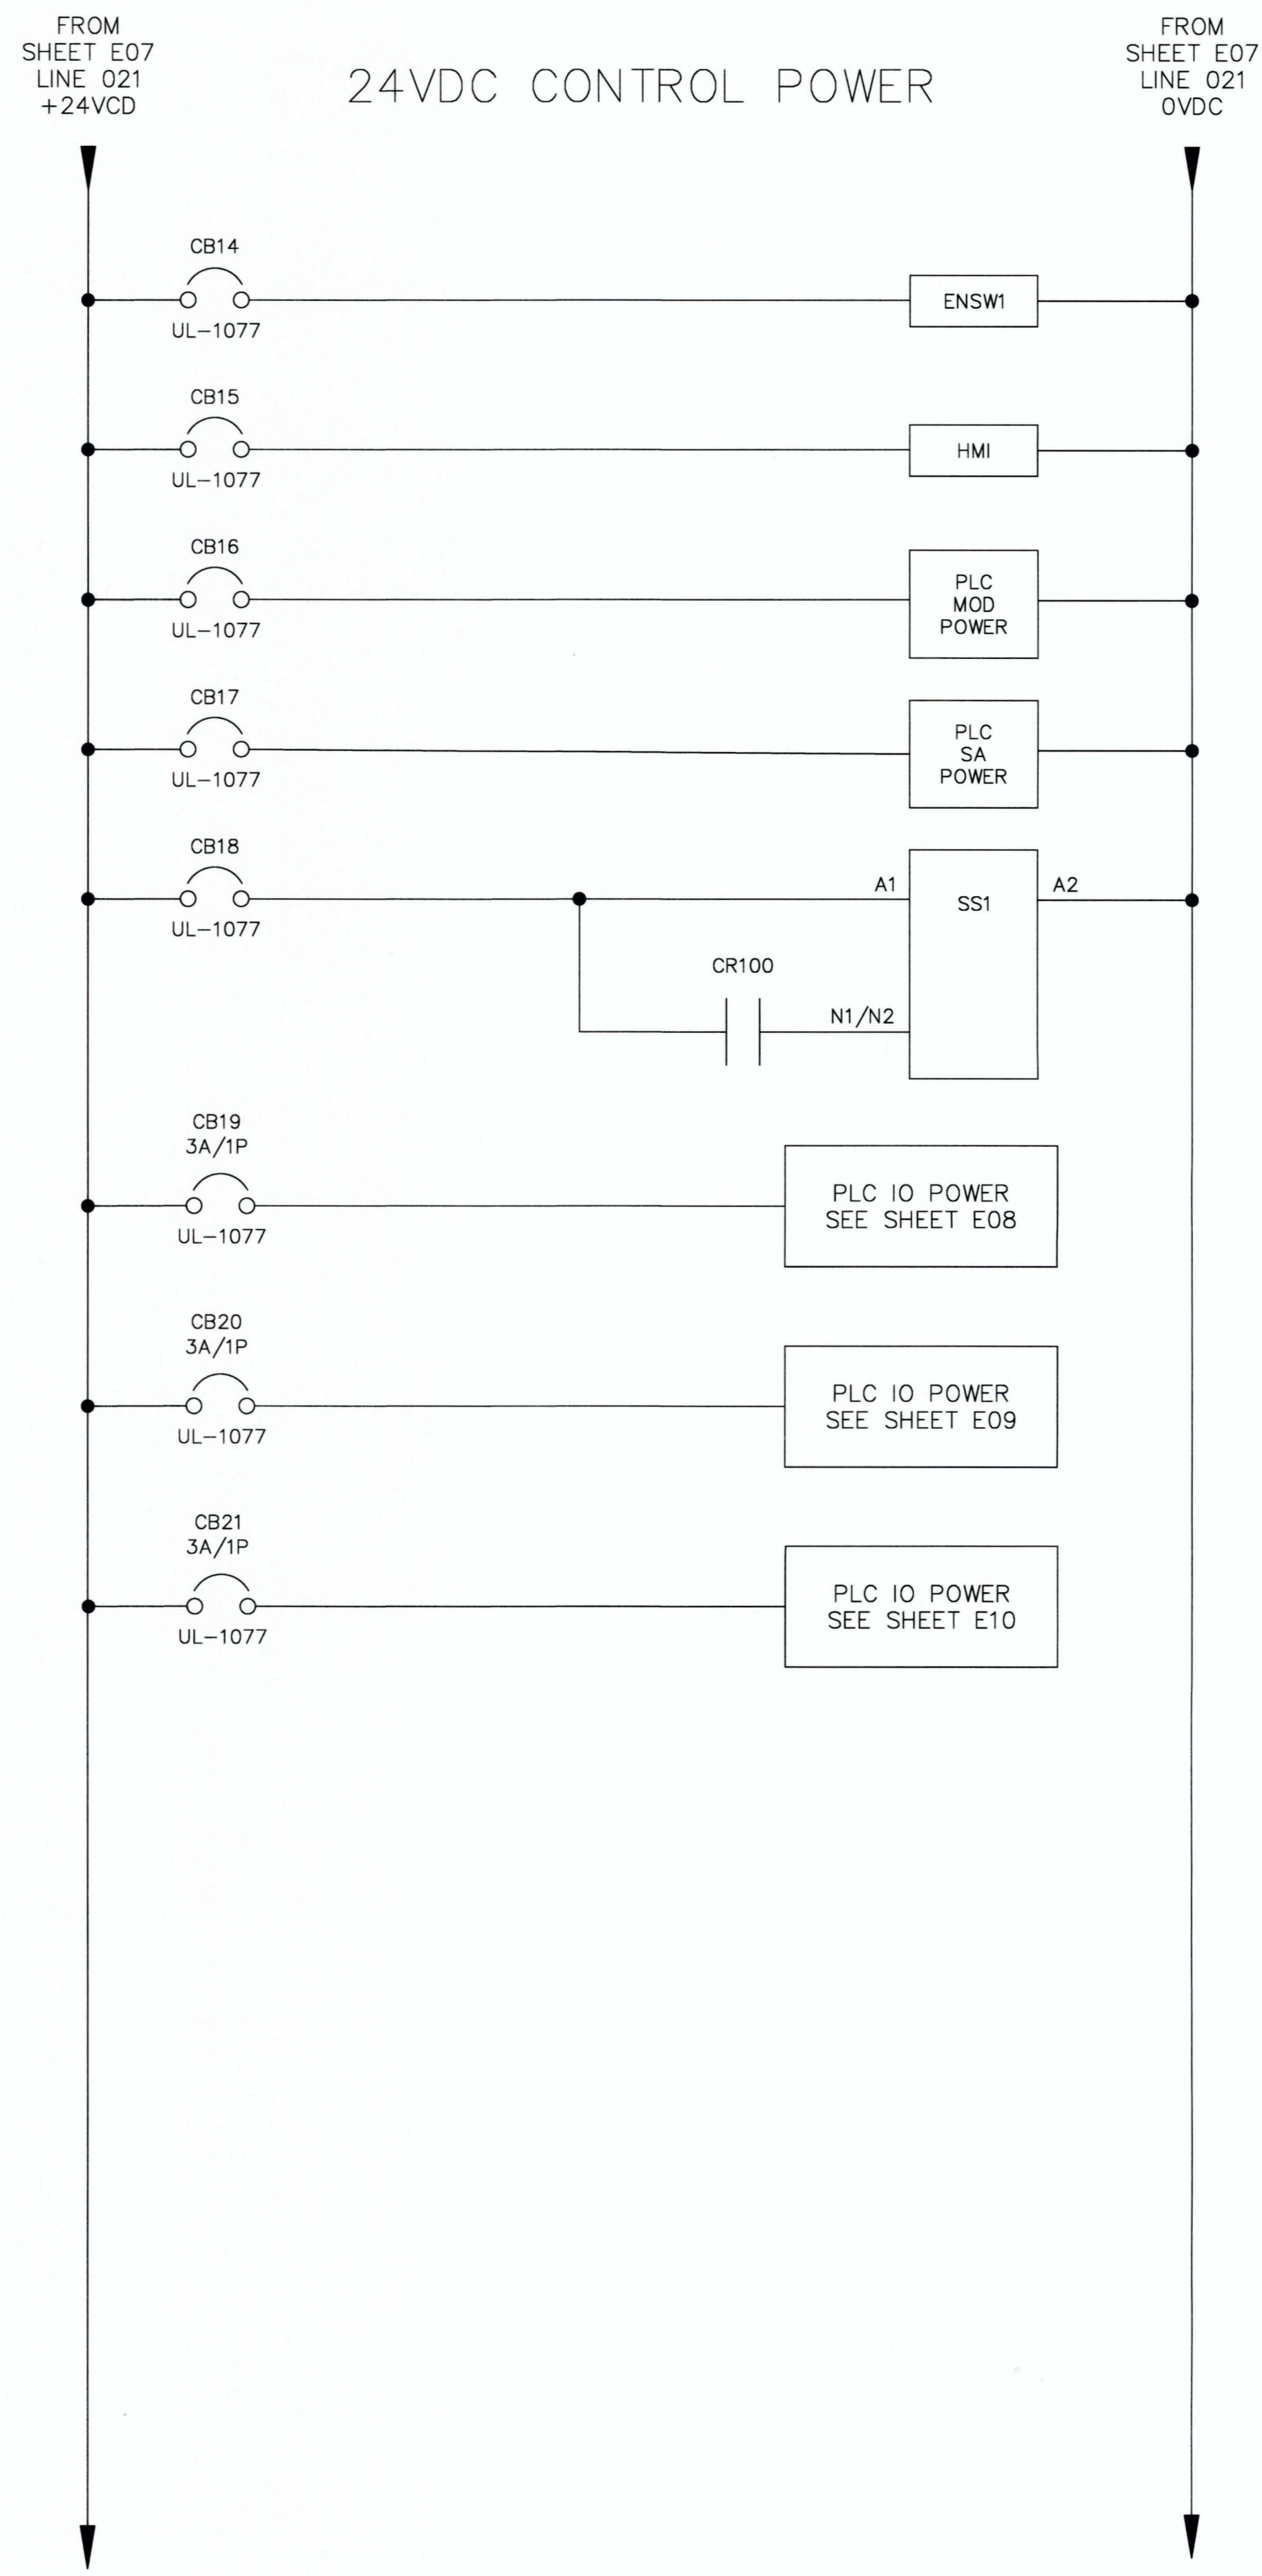 FROM
SHEET E07
LINE 021
+24VCD
24VDC CONTROL POWER
FROM
SHEET E07
LINE 021
0VDC
CB14
UL-1077
ENSW1
CB15
UL-1077
HMI
CB16
UL-1077
PLC
MOD
POWER
CB17
UL-1077
PLC
SA
POWER
CB18
UL-1077
A1
SS1
A2
CR100
N1/N2
CB19
3A/1P
UL-1077
PLC IO POWER
SEE SHEET E08
CB20
3A/1P
UL-1077
PLC IO POWER
SEE SHEET E09
CB21
3A/1P
UL-1077
PLC IO POWER
SEE SHEET E10